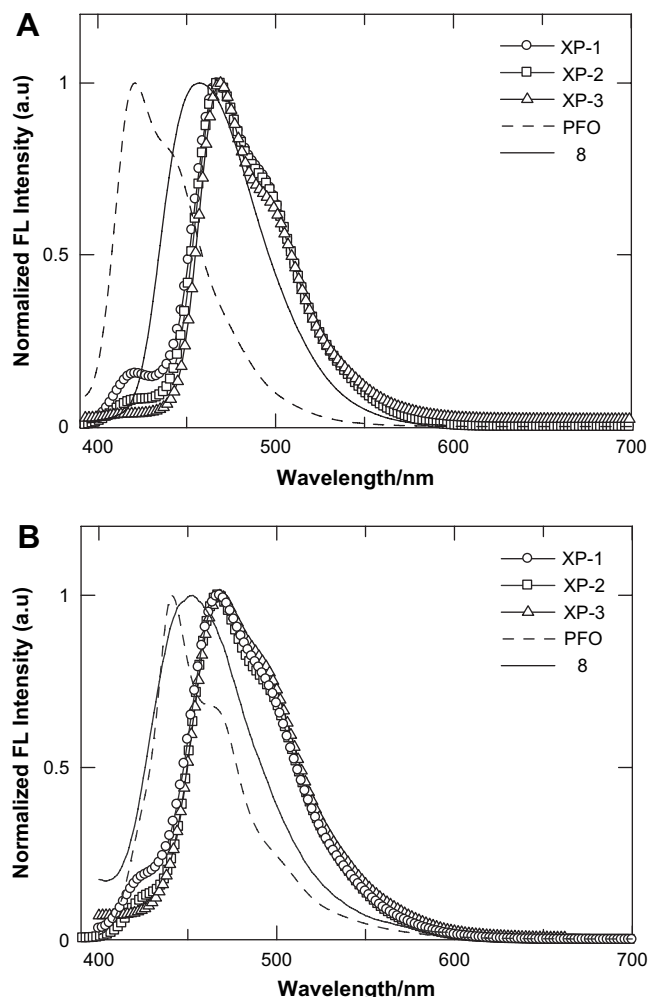 A
Normalized FL Intensity (a.u)
1
0.5
0
400
500
600
700
Wavelength/nm
XP-1
XP-2
XP-3
PFO
8
B
Normalized FL Intensity (a.u)
1
0.5
0
400
500
600
700
Wavelength/nm
XP-1
XP-2
XP-3
PFO
8